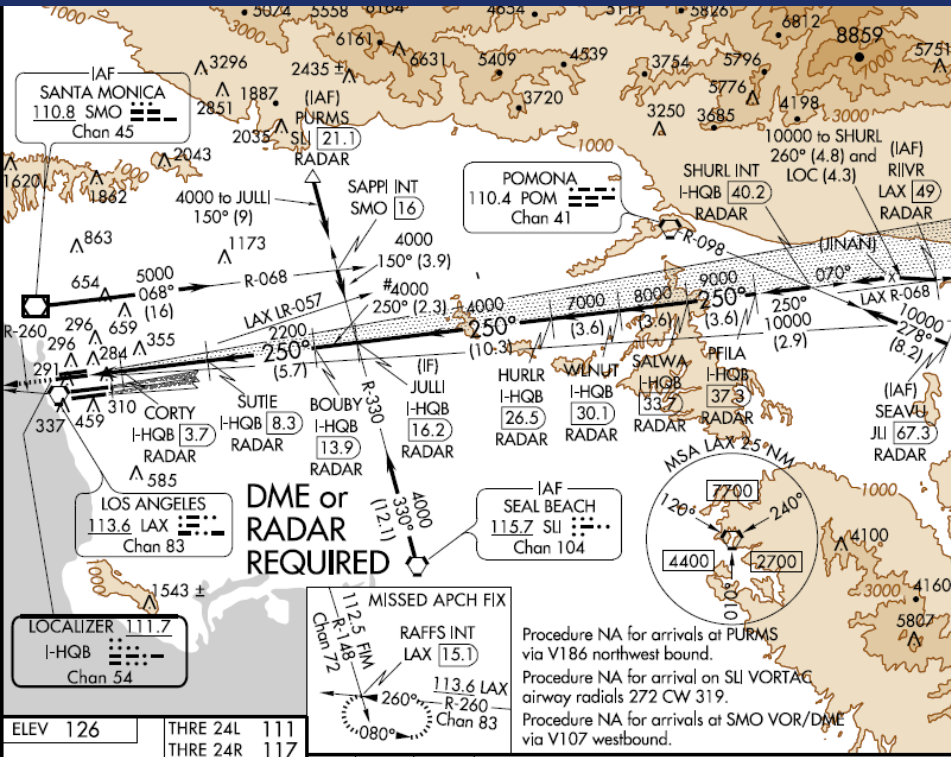 5074
5558
6164
4654
5111
5826
6812
8859
5751
6161
6631
5409
4539
3754
5796
5776
3296
2435 ±
1887
2851
2035
3720
3250
3685
4198
1000
IAF
SANTA MONICA
110.8 SMO
Chan 45
(IAF)
PURMS
SLI 21.1
RADAR
10000 to SHURL
260° (4.8) and
LOC (4.3)
(IAF)
RIIVR
LAX 49
RADAR
1620
2043
1862
4000 to JULLI
150° (9)
SAPPI INT
SMO 16
POMONA
110.4 POM
Chan 41
SHURL INT
I-HQB 40.2
RADAR
863
1173
654
5000
068°
(16)
R-068
4000
150° (3.9)
R-098
(JINAN)
#4000
250° (2.3)
LAX LR-057
4000
250°
(10.3)
7000
(3.6)
8000
(3.6)
9000
250°
(3.6)
070°
250°
10000
(2.9)
LAX R-068
10000
278°
(8.2)
R-260
296
659
355
296
284
291
2200
250°
(5.7)
310
337
459
585
CORTY
I-HQB 3.7
RADAR
SUTIE
I-HQB 8.3
RADAR
BOUBY
I-HQB
13.9
RADAR
(IF)
JULLI
I-HQB
16.2
RADAR
HURLR
I-HQB
26.5
RADAR
WLNUT
I-HQB
30.1
RADAR
SALWA
I-HQB
33.7
RADAR
PFILA
I-HQB
37.3
RADAR
(IAF)
SEAVU
JLI 67.3
RADAR
R-330
4000
330°
(12.1)
LOS ANGELES
113.6 LAX
Chan 83
DME or
RADAR
REQUIRED
IAF
SEAL BEACH
115.7 SLI
Chan 104
MSA LAX 25 NM
7700
120°
240°
4400
2700
010°
1000
4100
3000
4160
5807
1000
1543 ±
LOCALIZER 111.7
I-HQB
Chan 54
MISSED APCH FIX
112.5 FIM
R-148
Chan 72
RAFFS INT
LAX 15.1
113.6 LAX
R-260
Chan 83
260°
080°
Procedure NA for arrivals at PURMS
via V186 northwest bound.
Procedure NA for arrival on SLI VORTAC
airway radials 272 CW 319.
Procedure NA for arrivals at SMO VOR/DME
via V107 westbound.
ELEV 126
THRE 24L 111
THRE 24R 117